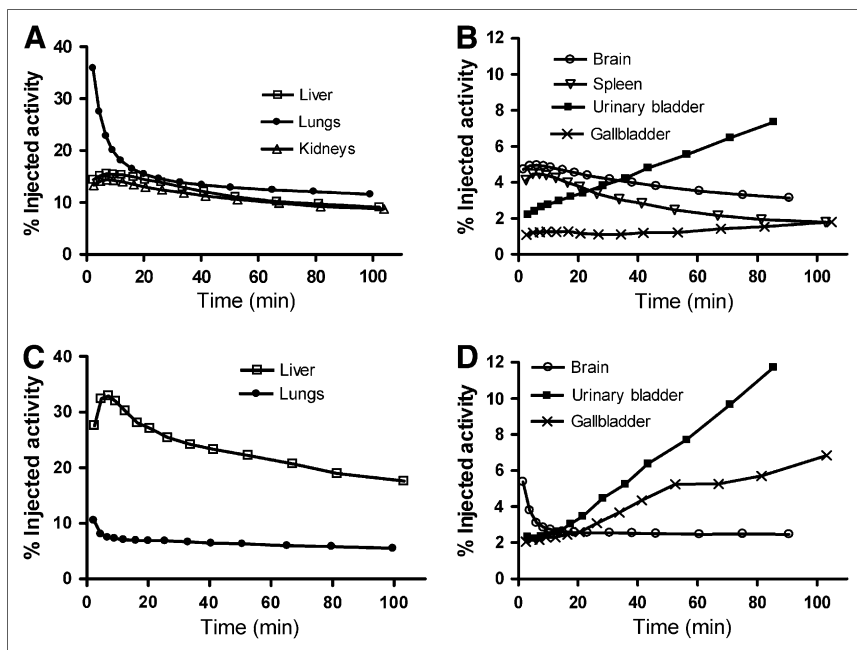 A
% Injected activity
40
30
20
10
0
Liver
Lungs
Kidneys
0 20 40 60 80 100
Time (min)
B
% Injected activity
12
10
8
6
4
2
0
Brain
Spleen
Urinary bladder
Gallbladder
0 20 40 60 80 100
Time (min)
C
% Injected activity
40
30
20
10
0
Liver
Lungs
0 20 40 60 80 100
Time (min)
D
% Injected activity
12
10
8
6
4
2
0
Brain
Urinary bladder
Gallbladder
0 20 40 60 80 100
Time (min)